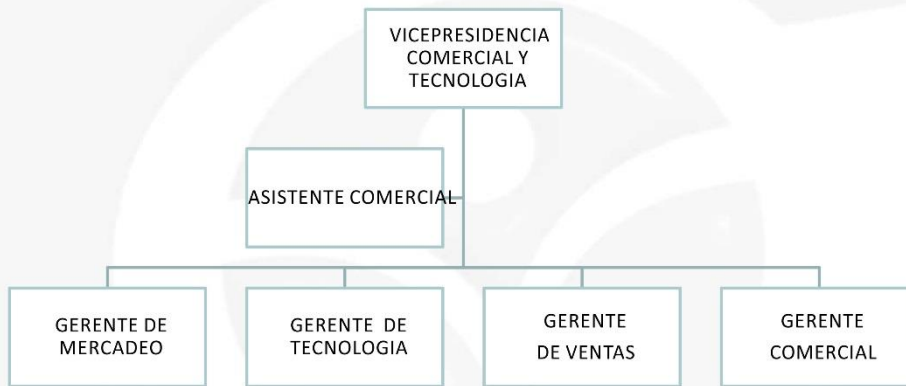 VICEPRESIDENCIA
COMERCIAL Y
TECNOLOGIA
ASISTENTE COMERCIAL
GERENTE DE
MERCADEO
GERENTE DE
TECNOLOGIA
GERENTE
DE VENTAS
GERENTE
COMERCIAL